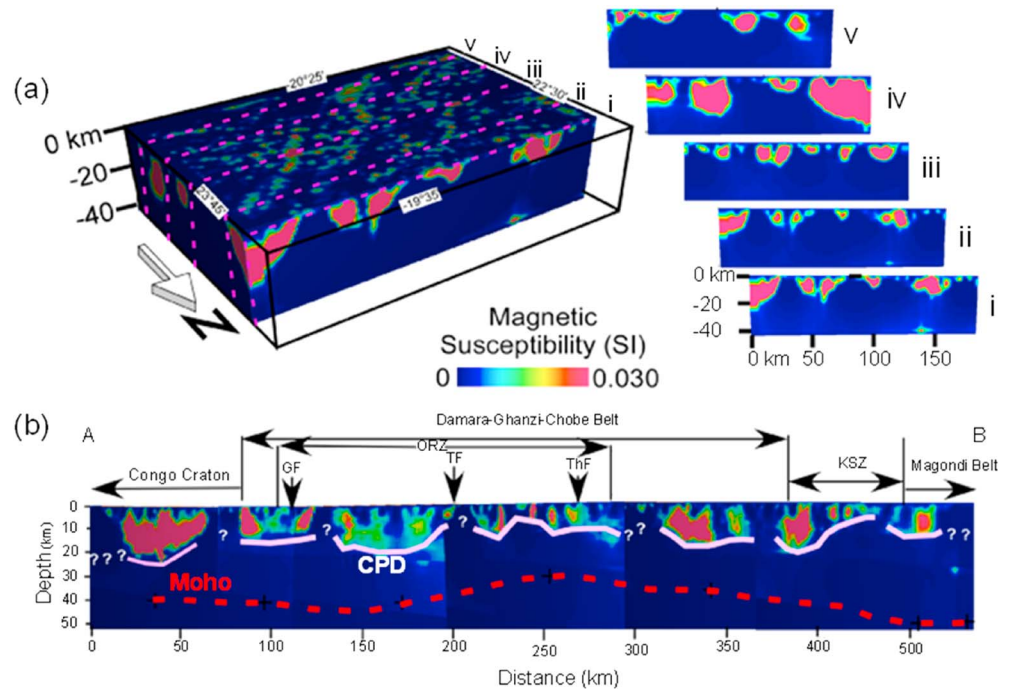 (a)
v
iv
iii
ii
i
-20°25'
-22°30'
0 km
-20
-40
23°45'
-19°35
N
Magnetic
Susceptibility (SI)
0 0.030
v
iv
iii
ii
i
0 km
-20
-40
0 km 50 100 150
(b)
A
Damara-Ghanzi-Chobe Belt
B
ORZ
Congo Craton
GF
TF
ThF
KSZ
Magondi Belt
0
10
20
30
40
50
Depth (km)
? ? ?
?
?
?
? ?
?
? ?
CPD
Moho
0 50 100 150 200 250 300 350 400 450 500
Distance (km)